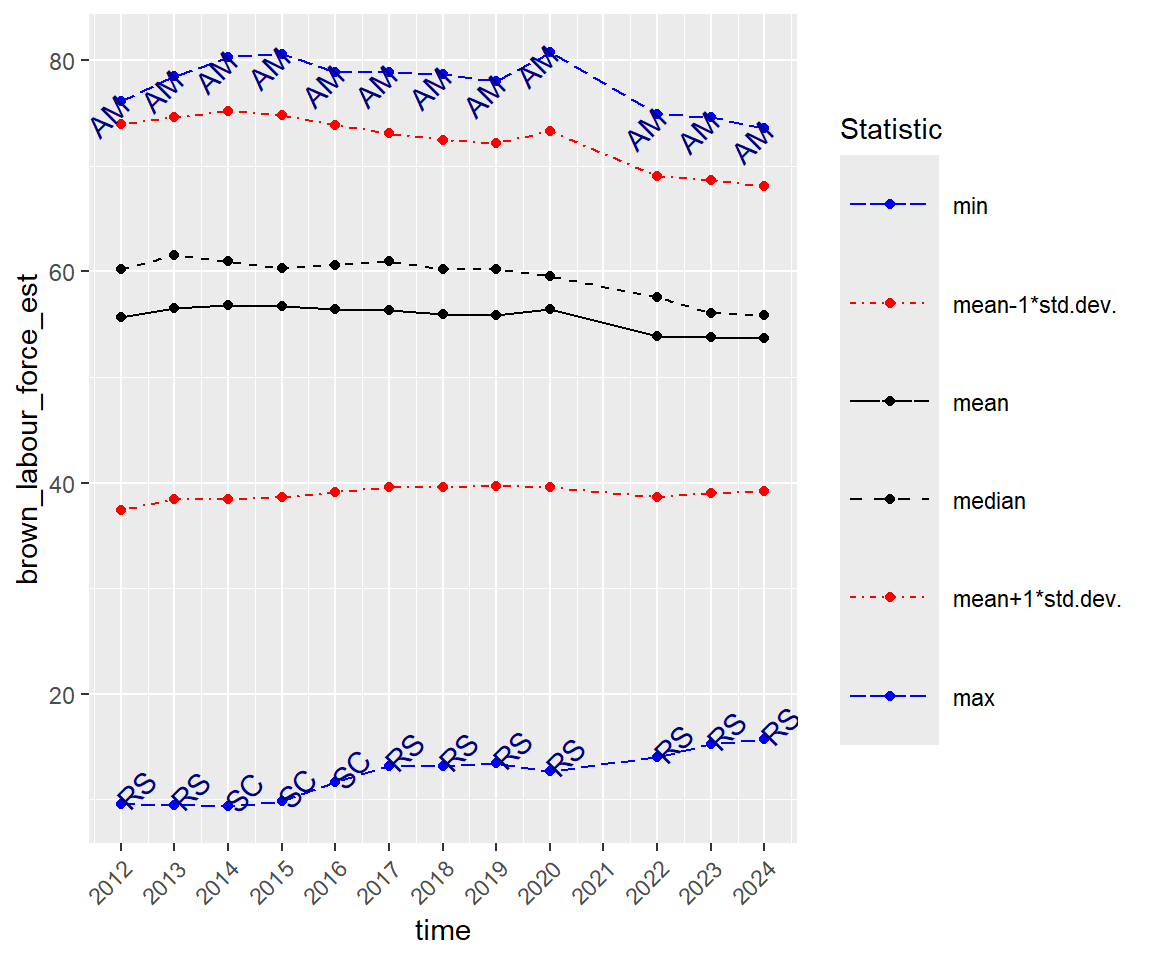 80
60
40
20
brown_labour_force_est
AM AM AM AM AM AM AM AM AM AM AM AM
RS RS SC SC SC RS RS RS RS RS RS RS
2012 2013 2014 2015 2016 2017 2018 2019 2020 2021 2022 2023 2024
time
Statistic
min
mean-1*std.dev.
mean
median
mean+1*std.dev.
max